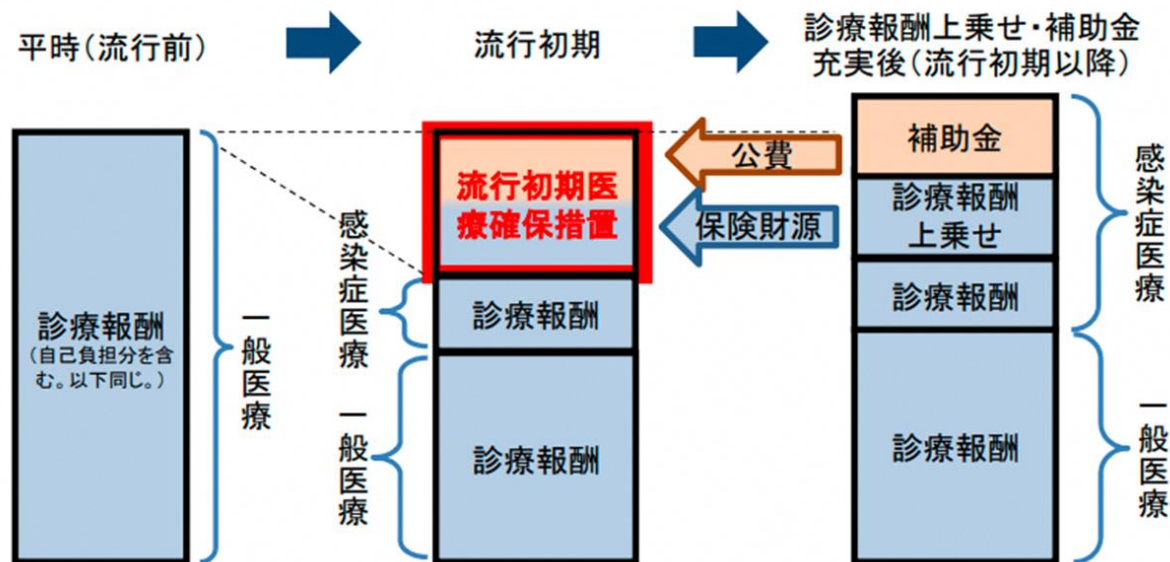 平時(流行前)
流行初期
診療報酬上乗せ・補助金
充実後(流行初期以降)
診療報酬
(自己負担分を含
む。以下同じ。)
一般医療
流行初期医
療確保措置
感染症医療
診療報酬
一般医療
診療報酬
公費
保険財源
補助金
診療報酬
上乗せ
診療報酬
感染症医療
診療報酬
一般医療